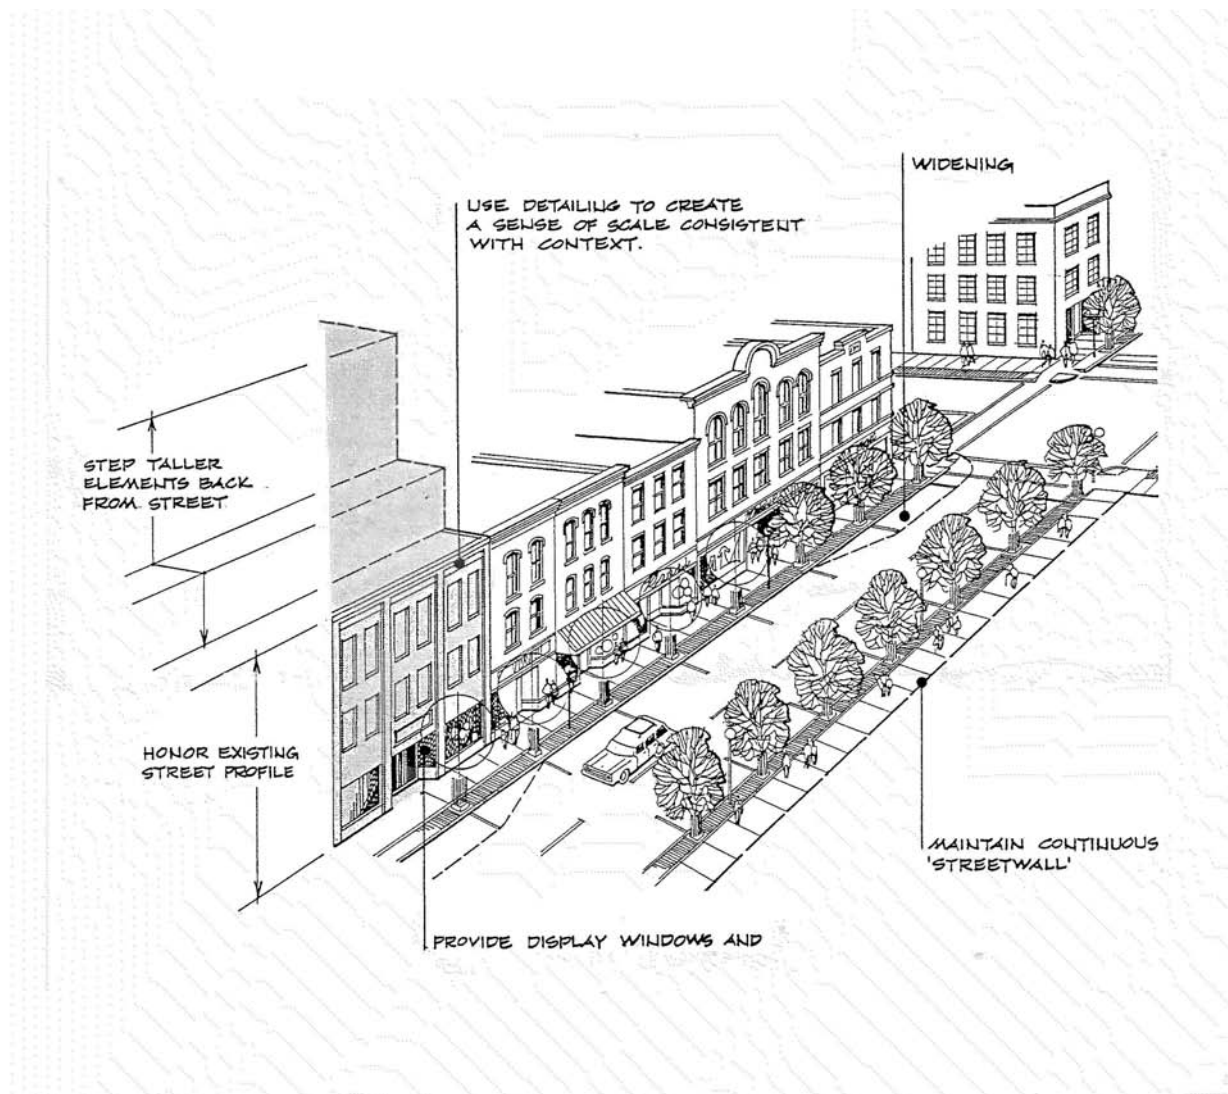 WIDENING
USE DETAILING TO CREATE
A SENSE OF SCALE CONSISTENT
WITH CONTEXT.
STEP TALLER
ELEMENTS BACK
FROM STREET
HONOR EXISTING
STREET PROFILE
MAINTAIN CONTINUOUS
'STREETWALL'
PROVIDE DISPLAY WINDOWS AND